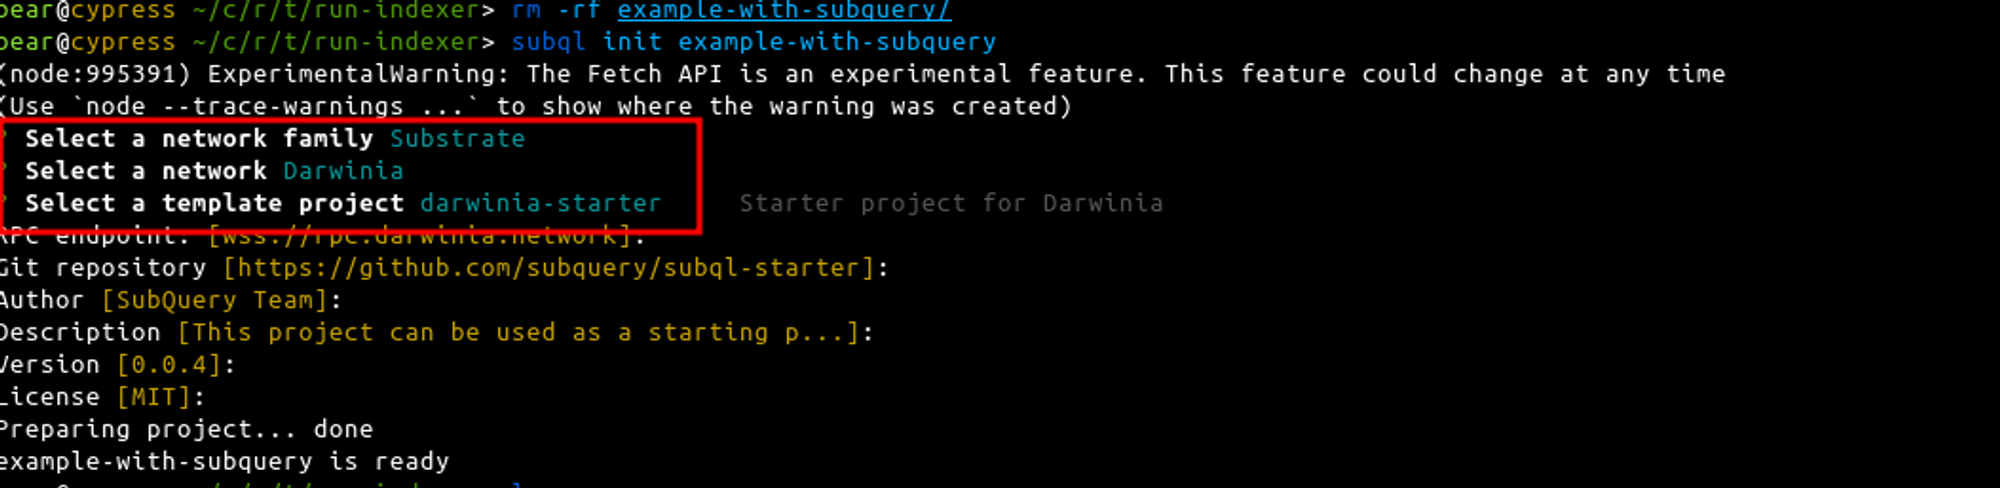 bear@cypress ~/c/r/t/run-indexer> rm -rf example-with-subquery/
bear@cypress ~/c/r/t/run-indexer> subql init example-with-subquery
(node:995391) ExperimentalWarning: The Fetch API is an experimental feature. This feature could change at any time
(Use `node --trace-warnings ...` to show where the warning was created)
? Select a network family Substrate
? Select a network Darwinia
? Select a template project darwinia-starter Starter project for Darwinia
RPC endpoint: [wss://rpc.darwinia.network]:
Git repository [https://github.com/subquery/subql-starter]:
Author [SubQuery Team]:
Description [This project can be used as a starting p...]:
Version [0.0.4]:
License [MIT]:
Preparing project... done
example-with-subquery is ready